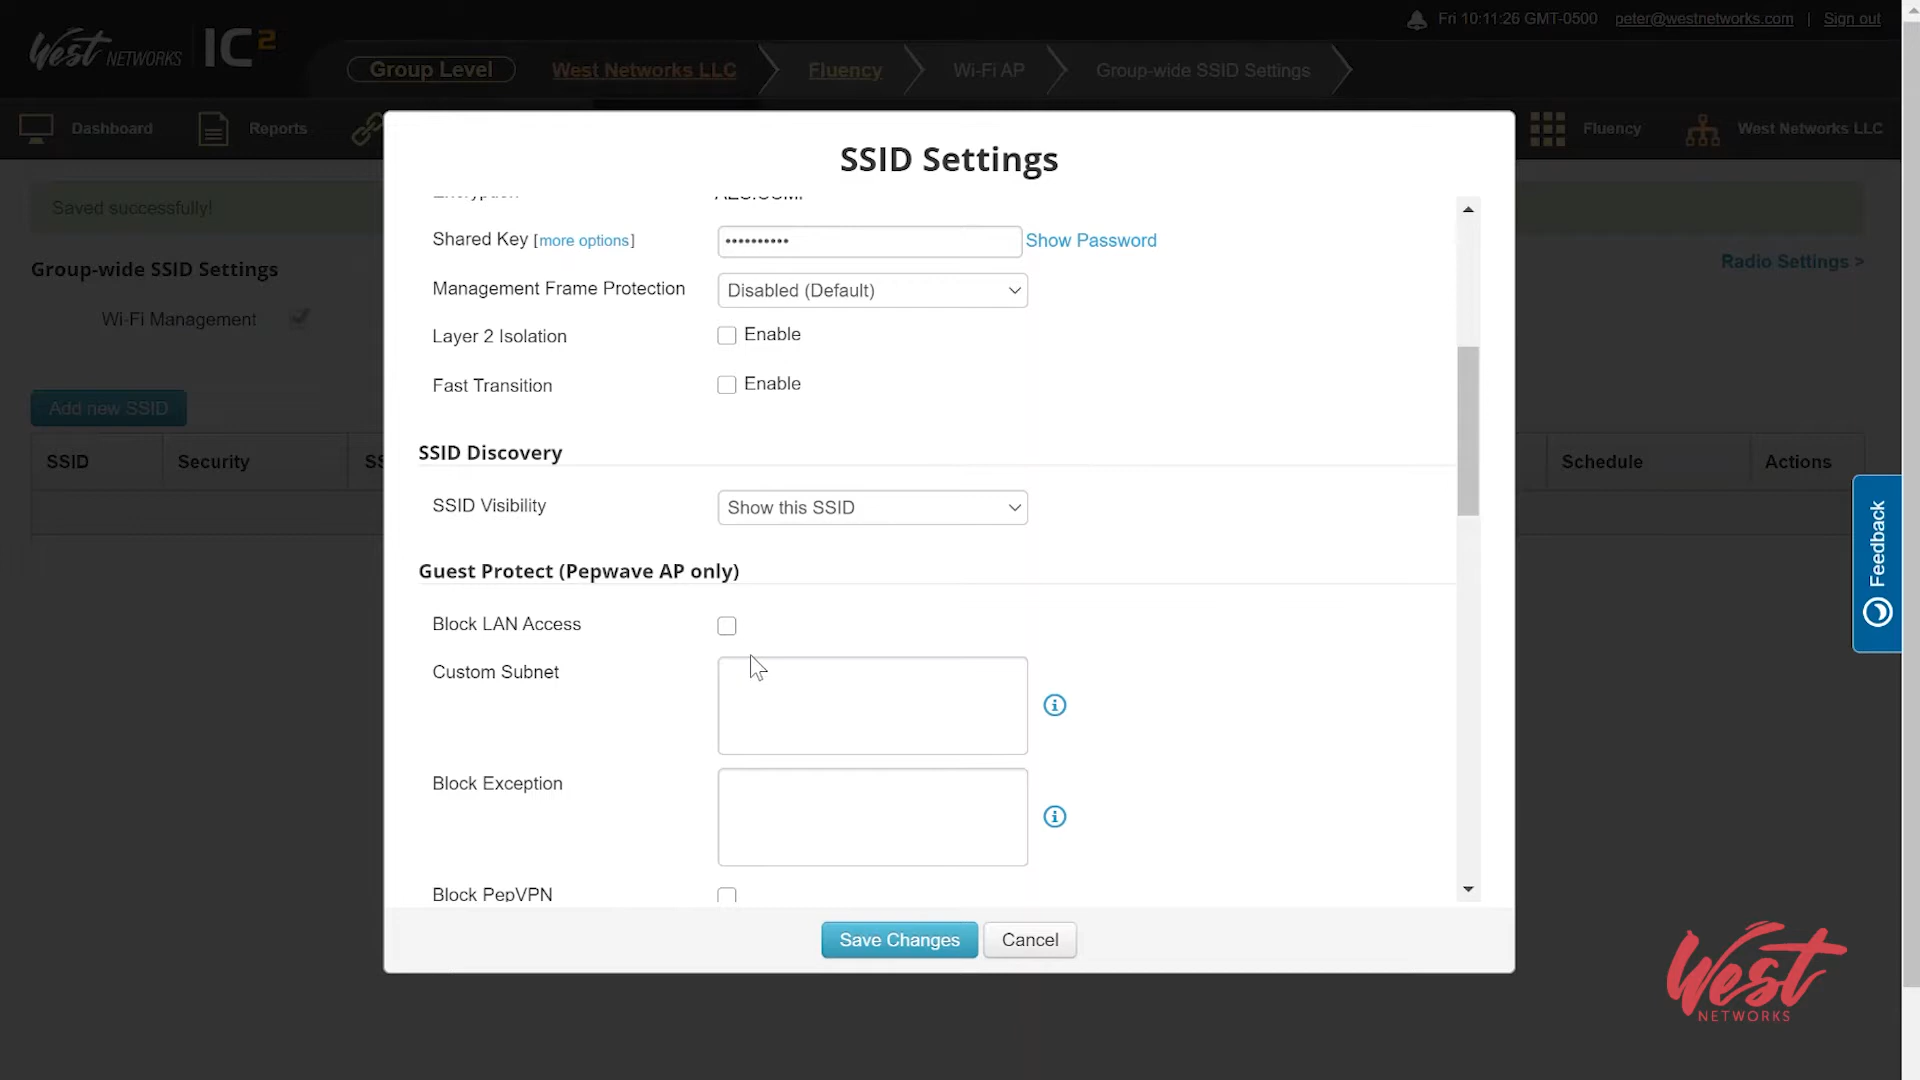 Fri 10:11:26 GMT-0500 peter@westnetworks.com | Sign out
West NETWORKS IC2
Group Level West Networks LLC Fluency Wi-Fi AP Group-wide SSID Settings
Dashboard Reports Fluency West Networks LLC
SSID Settings
Saved successfully!
Shared Key [more options] •••••••••• Show Password
Group-wide SSID Settings Radio Settings >
Management Frame Protection Disabled (Default)
Wi-Fi Management
Layer 2 Isolation Enable
Fast Transition Enable
Add new SSID
SSID Security Schedule Actions
SSID Discovery
SSID Visibility Show this SSID
Feedback
Guest Protect (Pepwave AP only)
Block LAN Access
Custom Subnet
Block Exception
Block PepVPN
Save Changes Cancel
West
NETWORKS